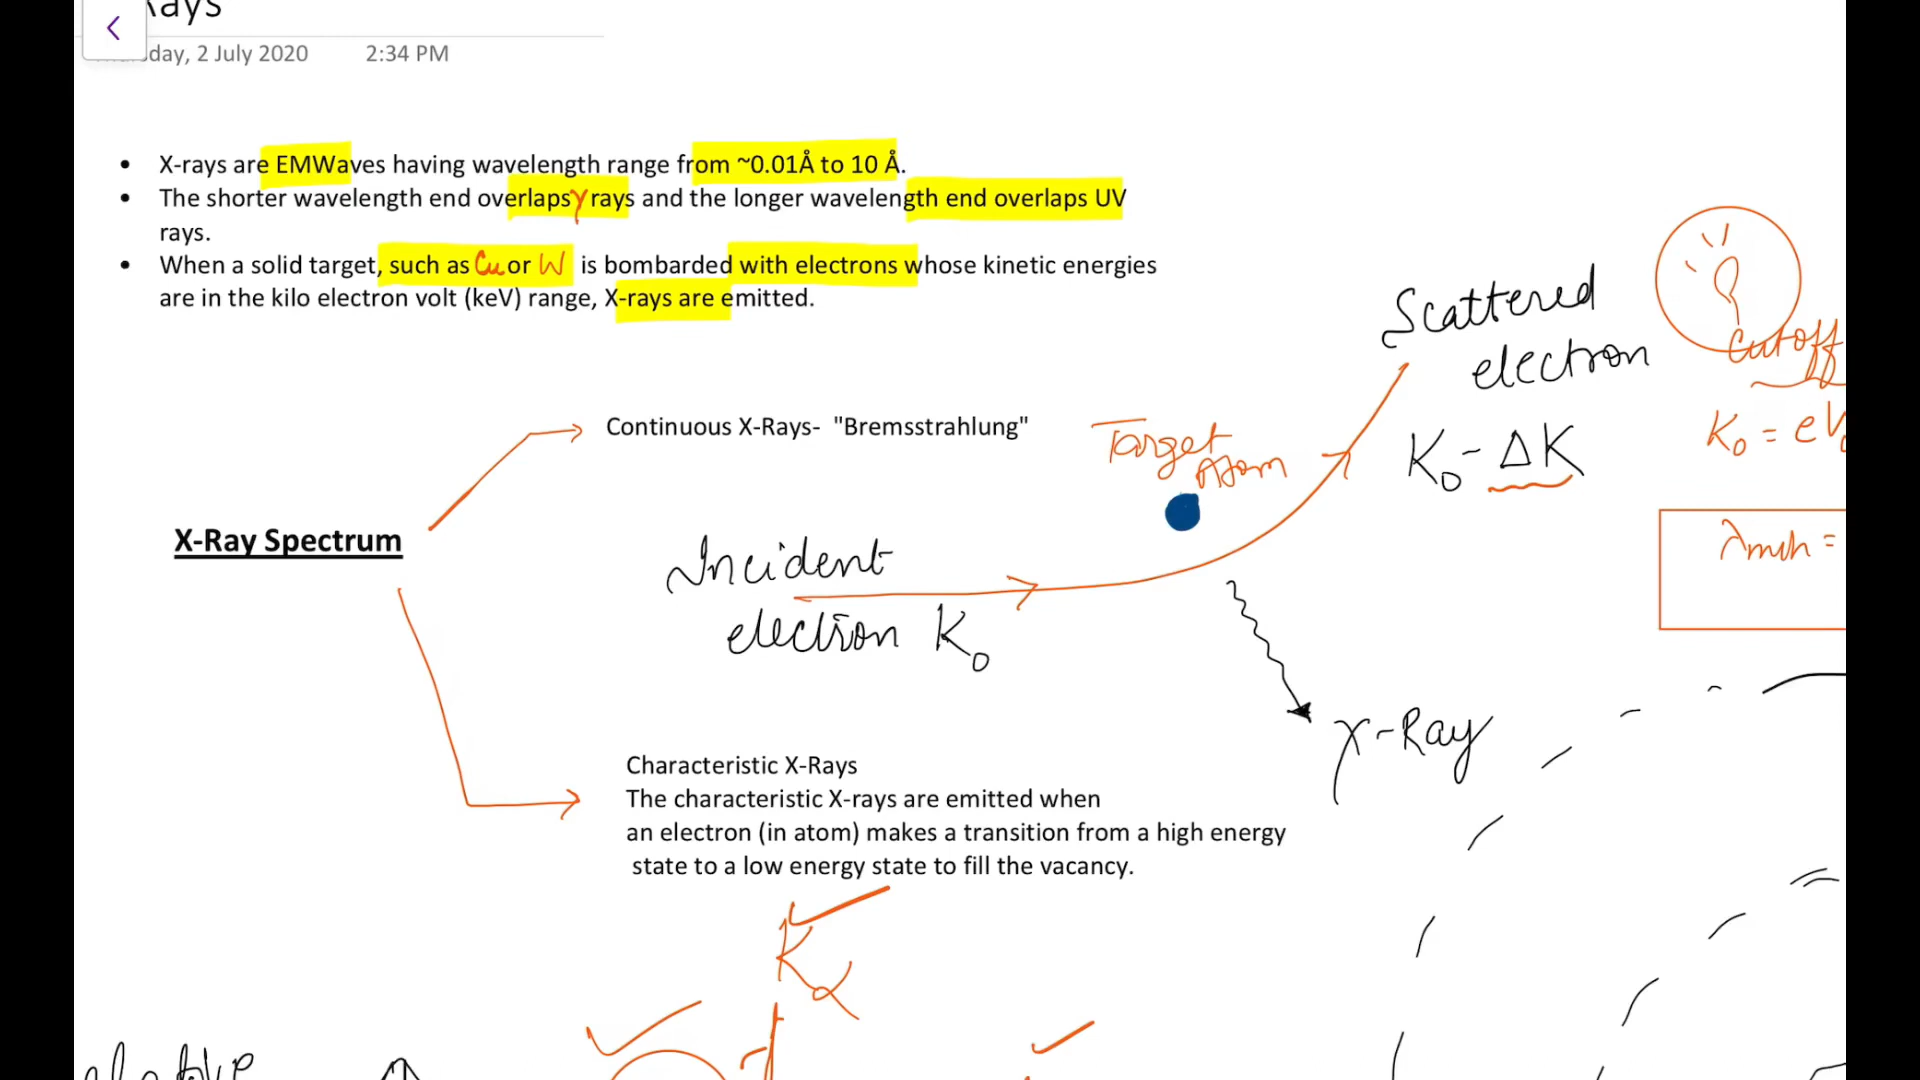 ays
day, 2 July 2020 2:34 PM
• X-rays are EMWaves having wavelength range from ~0.01Å to 10 Å.
• The shorter wavelength end overlaps γ rays and the longer wavelength end overlaps UV
rays.
• When a solid target, such as Cu or W is bombarded with electrons whose kinetic energies
are in the kilo electron volt (keV) range, X-rays are emitted.
Scattered
electron
K₀ - ΔK
Cutoff
K₀ = eV
λmin =
Continuous X-Rays- "Bremsstrahlung"
Target
Atom
X-Ray Spectrum
Incident
electron K₀
X-Ray
Characteristic X-Rays
The characteristic X-rays are emitted when
an electron (in atom) makes a transition from a high energy
state to a low energy state to fill the vacancy.
Kα